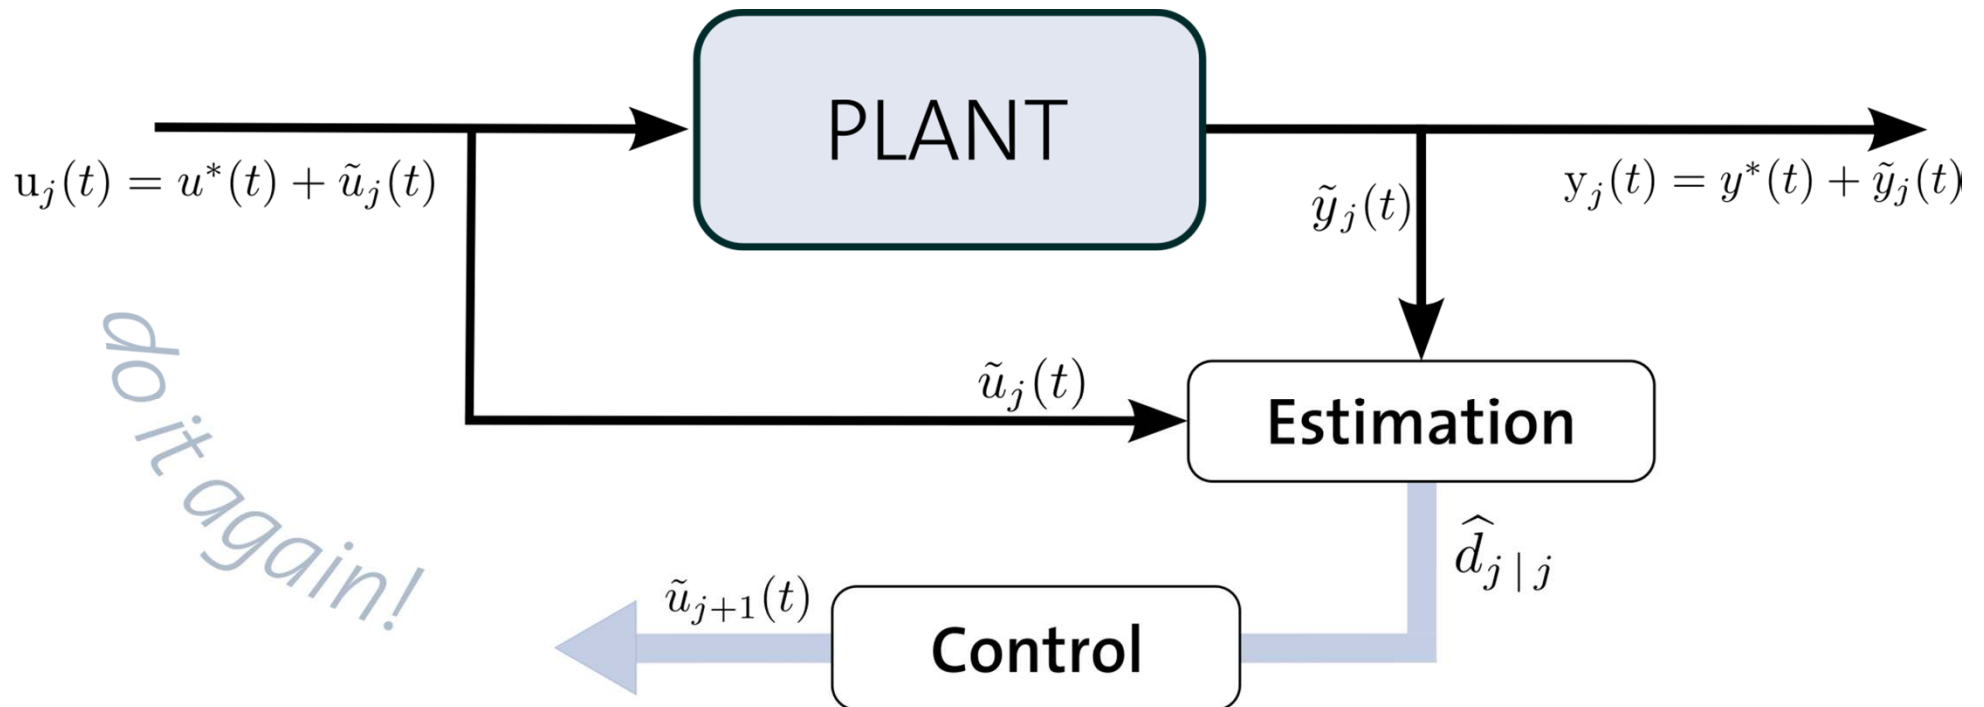 PLANT
u_j(t) = u*(t) + ũ_j(t)
ỹ_j(t)
y_j(t) = y*(t) + ỹ_j(t)
ũ_j(t)
Estimation
do it again!
d̂_{j|j}
ũ_{j+1}(t)
Control